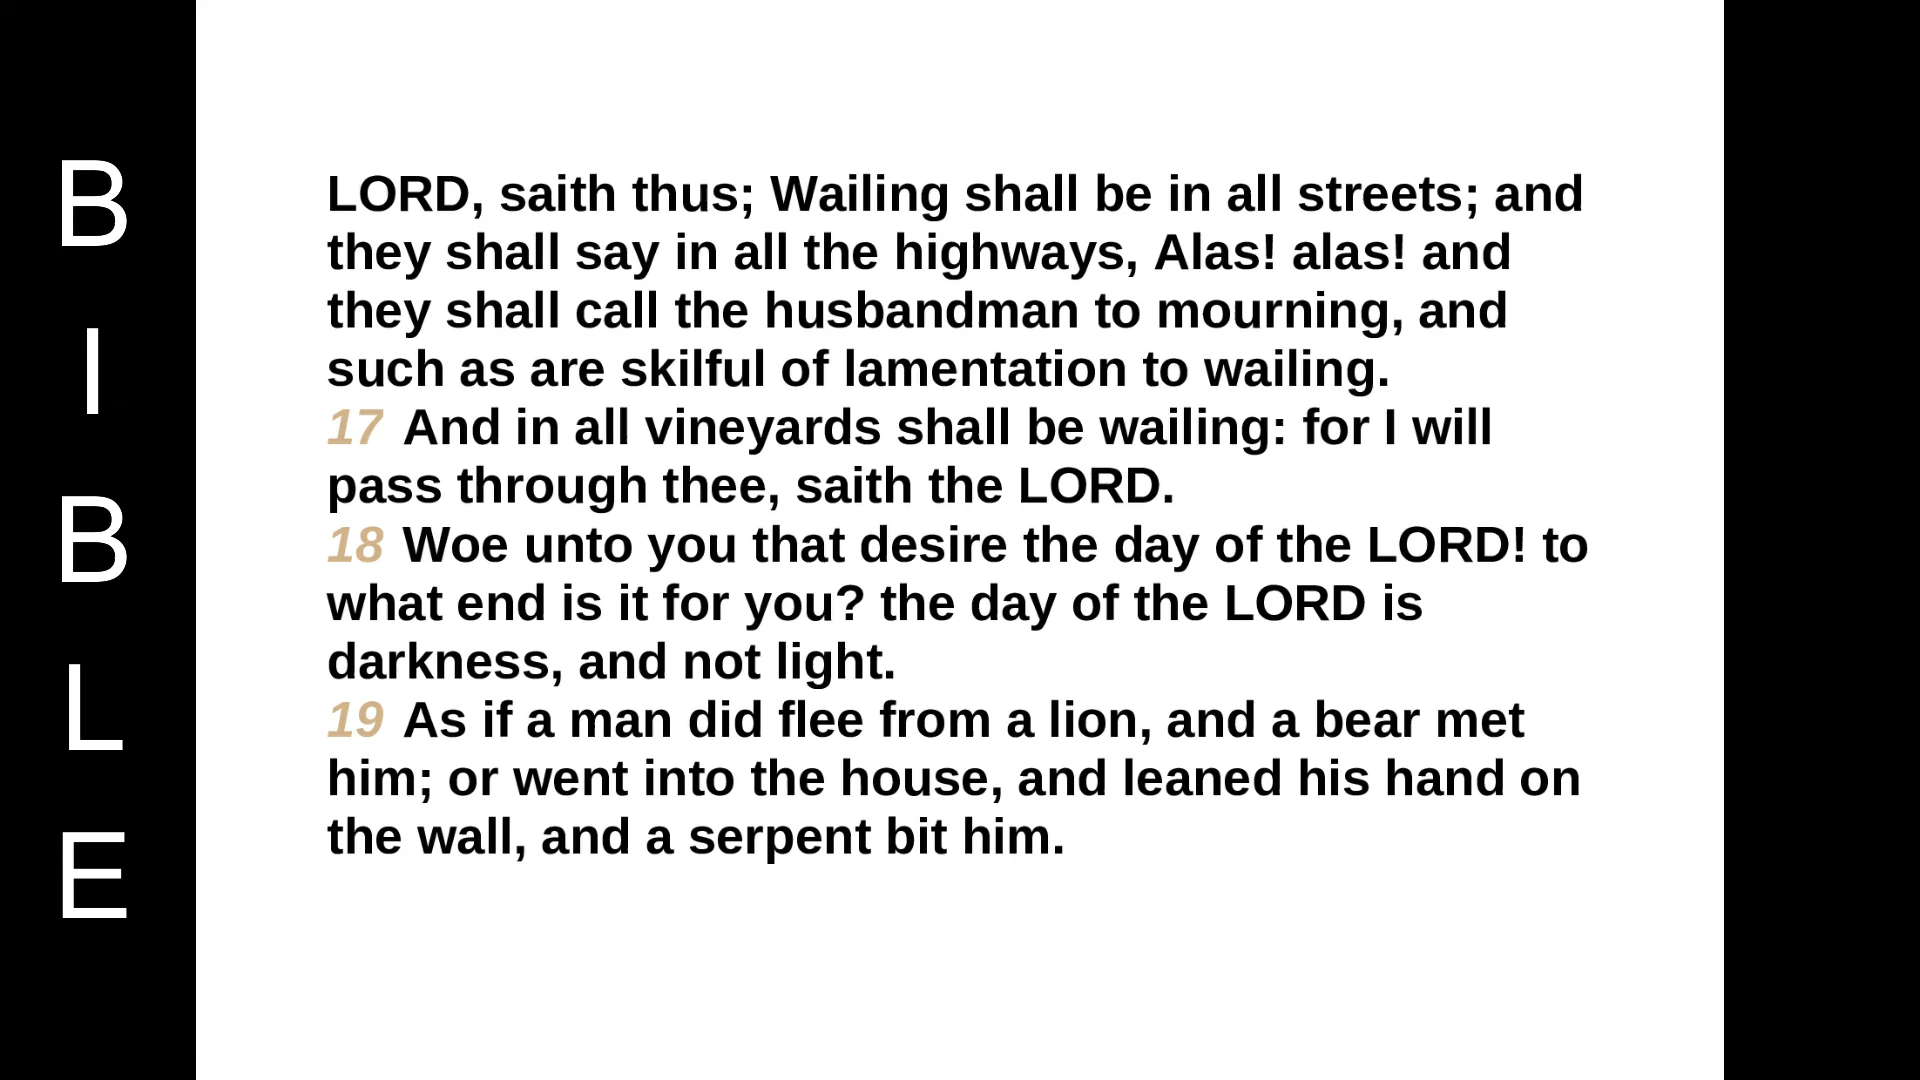 BIBLE
LORD, saith thus; Wailing shall be in all streets; and
they shall say in all the highways, Alas! alas! and
they shall call the husbandman to mourning, and
such as are skilful of lamentation to wailing.
17 And in all vineyards shall be wailing: for I will
pass through thee, saith the LORD.
18 Woe unto you that desire the day of the LORD! to
what end is it for you? the day of the LORD is
darkness, and not light.
19 As if a man did flee from a lion, and a bear met
him; or went into the house, and leaned his hand on
the wall, and a serpent bit him.